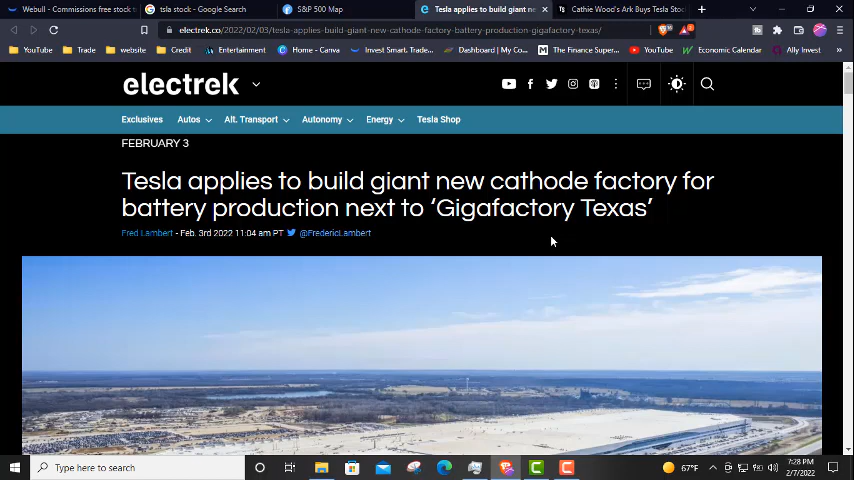 Webull - Commissions free stock t
tsla stock - Google Search
S&P 500 Map
Tesla applies to build giant ne
Cathie Wood's Ark Buys Tesla Stoc
electrek.co/2022/02/03/tesla-applies-build-giant-new-cathode-factory-battery-production-gigafactory-texas/
YouTube
Trade
website
Credit
Entertainment
Home - Canva
Invest Smart. Trade...
Dashboard | My Co...
The Finance Super...
YouTube
Economic Calendar
Ally Invest
electrek
Exclusives
Autos
Alt. Transport
Autonomy
Energy
Tesla Shop
FEBRUARY 3
Tesla applies to build giant new cathode factory for
battery production next to ‘Gigafactory Texas’
Fred Lambert - Feb. 3rd 2022 11:04 am PT @FredericLambert
Type here to search
67°F
7:28 PM
2/7/2022